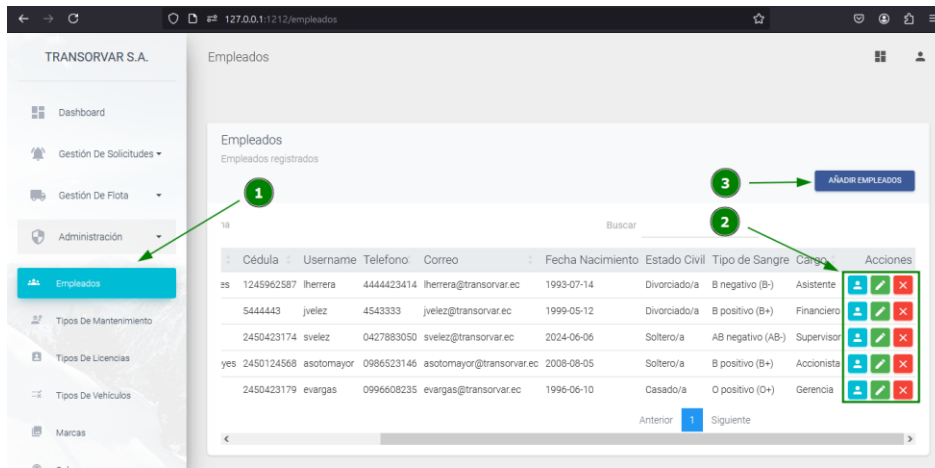 127.0.0.1:1212/empleados
TRANSORVAR S.A.
Empleados
Dashboard
Gestión De Solicitudes
Gestión De Flota
Administración
Empleados
Tipos De Mantenimiento
Tipos De Licencias
Tipos De Vehículos
Marcas
1
Empleados
Empleados registrados
3
AÑADIR EMPLEADOS
2
na
Buscar
Cédula Username Telefono Correo Fecha Nacimiento Estado Civil Tipo de Sangre Cargo Acciones
es 1245962587 lherrera 4444423414 lherrera@transorvar.ec 1993-07-14 Divorciado/a B negativo (B-) Asistente
5444443 jvelez 4543333 jvelez@transorvar.ec 1999-05-12 Divorciado/a B positivo (B+) Financiero
2450423174 svelez 0427883050 svelez@transorvar.ec 2024-06-06 Soltero/a AB negativo (AB-) Supervisor
yes 2450124568 asotomayor 0986523146 asotomayor@transorvar.ec 2008-08-05 Soltero/a B positivo (B+) Accionista
2450423179 evargas 0996608235 evargas@transorvar.ec 1996-06-10 Casado/a O positivo (O+) Gerencia
Anterior 1 Siguiente